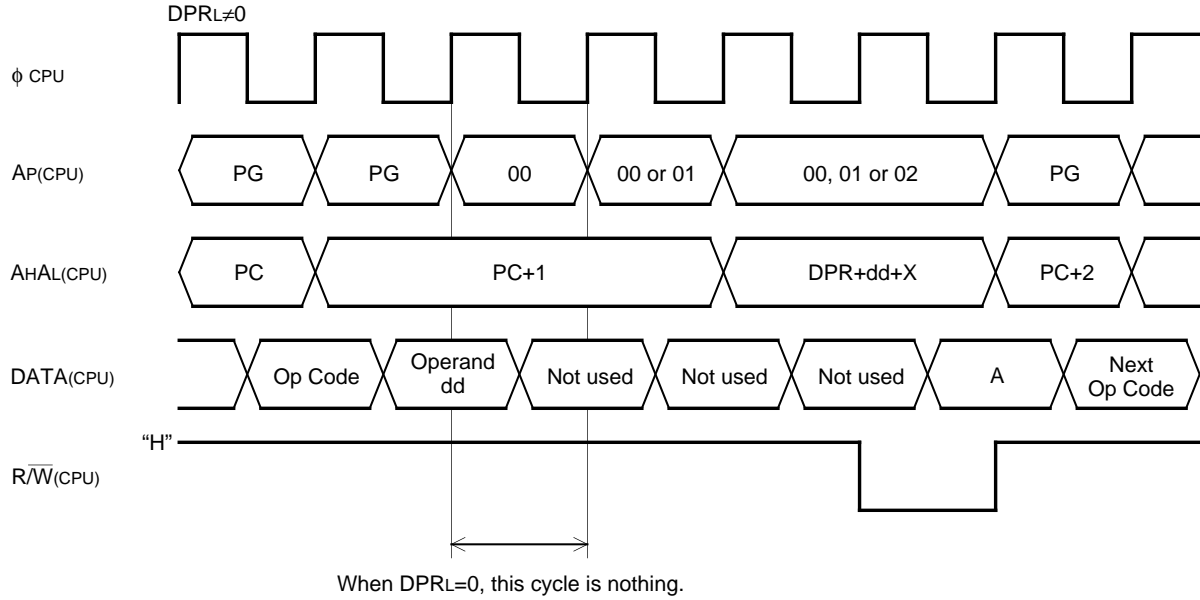 DPRL≠0
ϕ CPU
AP(CPU) PG PG 00 00 or 01 00, 01 or 02 PG
AHAL(CPU) PC PC+1 DPR+dd+X PC+2
DATA(CPU) Op Code Operand dd Not used Not used Not used A Next Op Code
“H”
R/W̅(CPU)
When DPRL=0, this cycle is nothing.